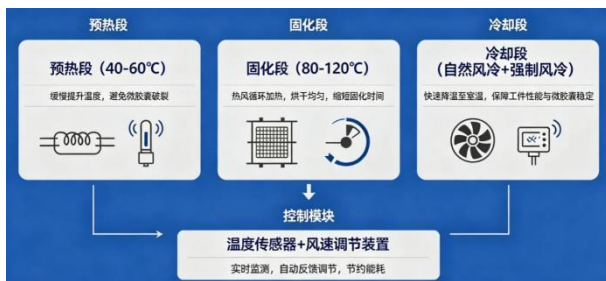 预热段
固化段
冷却段
预热段（40-60℃）
缓慢提升温度，避免微胶囊破裂
固化段（80-120℃）
热风循环加热，烘干均匀，缩短固化时间
冷却段
（自然风冷+强制风冷）
快速降温至室温，保障工件性能与微胶囊稳定
控制模块
温度传感器+风速调节装置
实时监测，自动反馈调节，节约能耗